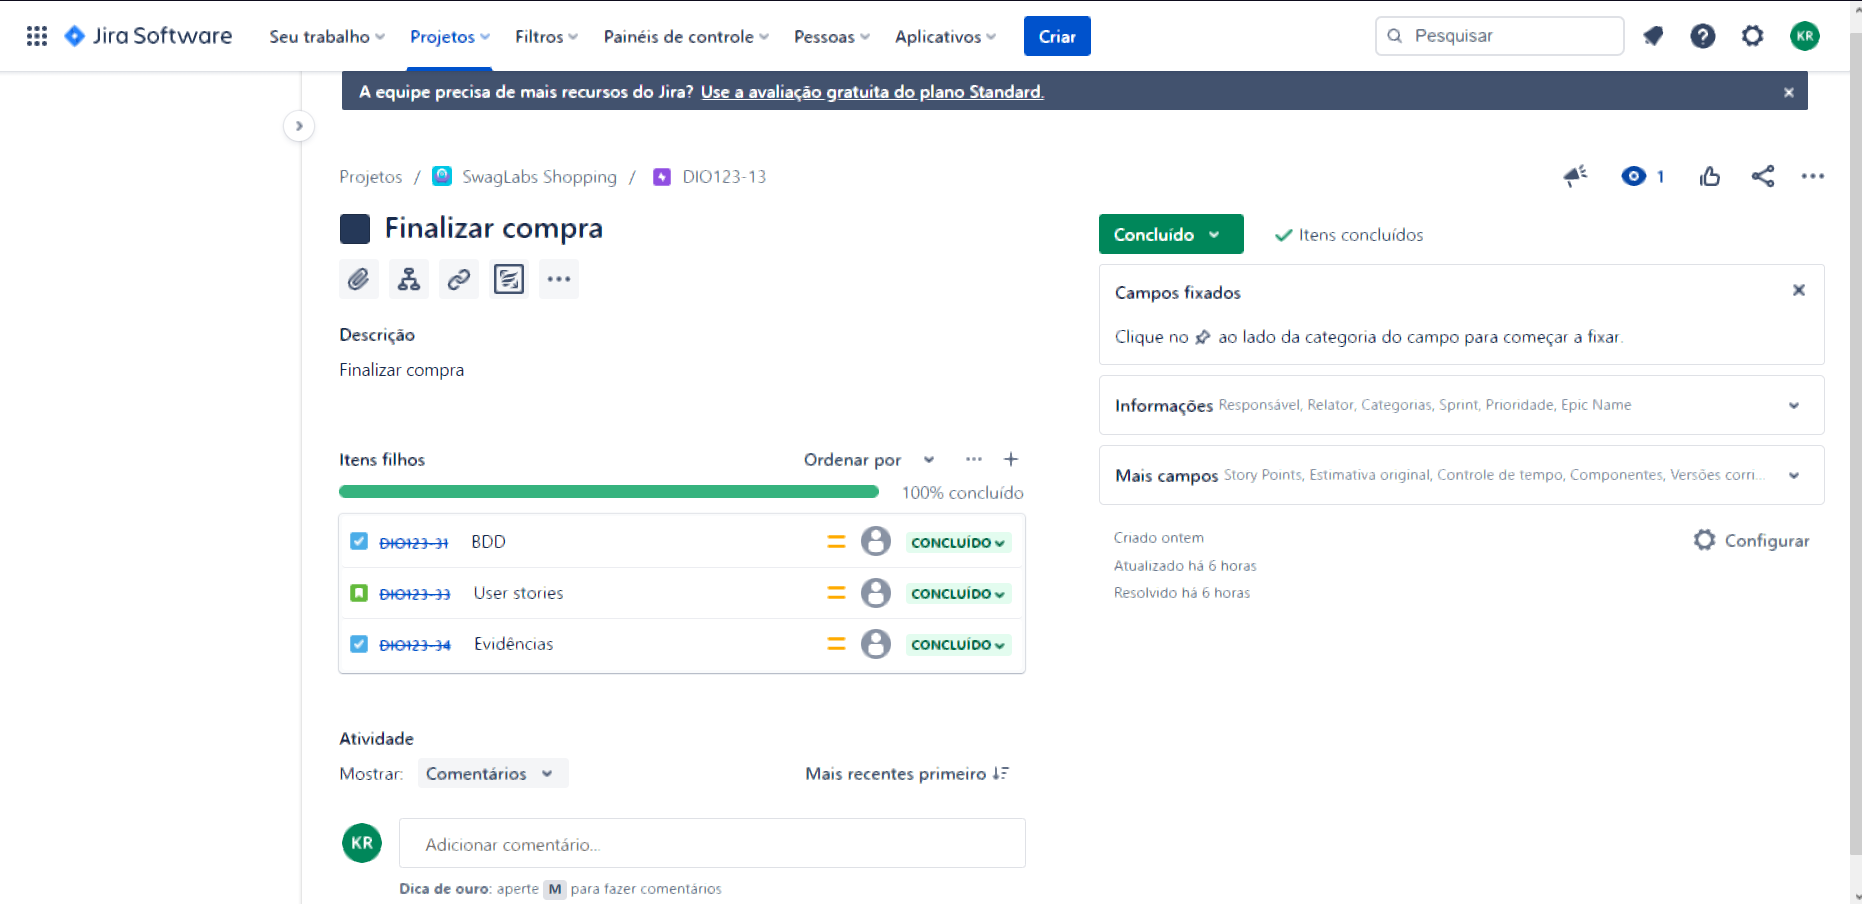 Jira Software Seu trabalho Projetos Filtros Painéis de controle Pessoas Aplicativos Criar Pesquisar KR
A equipe precisa de mais recursos do Jira? Use a avaliação gratuita do plano Standard.
Projetos / SwagLabs Shopping / DIO123-13
1
Finalizar compra
Descrição
Finalizar compra
Itens filhos
Ordenar por
100% concluído
DIO123-31 BDD CONCLUÍDO
DIO123-33 User stories CONCLUÍDO
DIO123-34 Evidências CONCLUÍDO
Atividade
Mostrar: Comentários Mais recentes primeiro
KR Adicionar comentário...
Dica de ouro: aperte M para fazer comentários
Concluído Itens concluídos
Campos fixados
Clique no ao lado da categoria do campo para começar a fixar.
Informações Responsável, Relator, Categorias, Sprint, Prioridade, Epic Name
Mais campos Story Points, Estimativa original, Controle de tempo, Componentes, Versões corri...
Criado ontem
Configurar
Atualizado há 6 horas
Resolvido há 6 horas